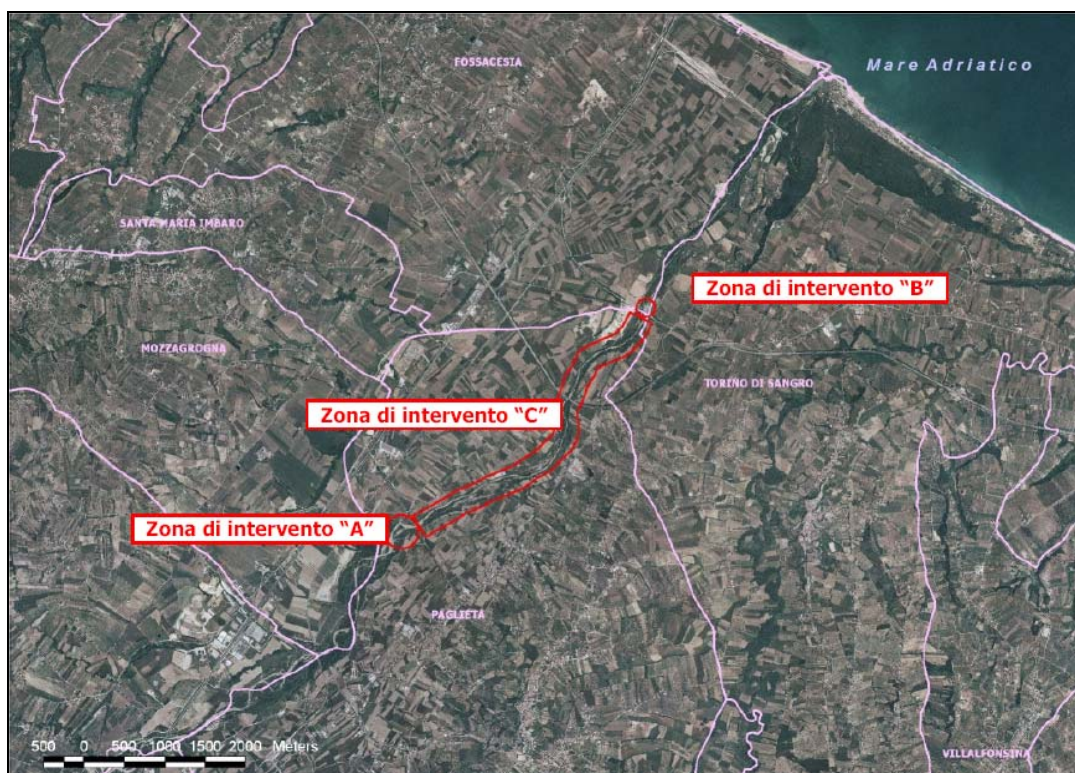 FOSSACESIA
Mare Adriatico
SANTA MARIA IMBARO
Zona di intervento "B"
MOZZAGROGNA
TORINO DI SANGRO
Zona di intervento "C"
Zona di intervento "A"
PAGLIETA
500 0 500 1000 1500 2000 Meters
VILLALFONSINA